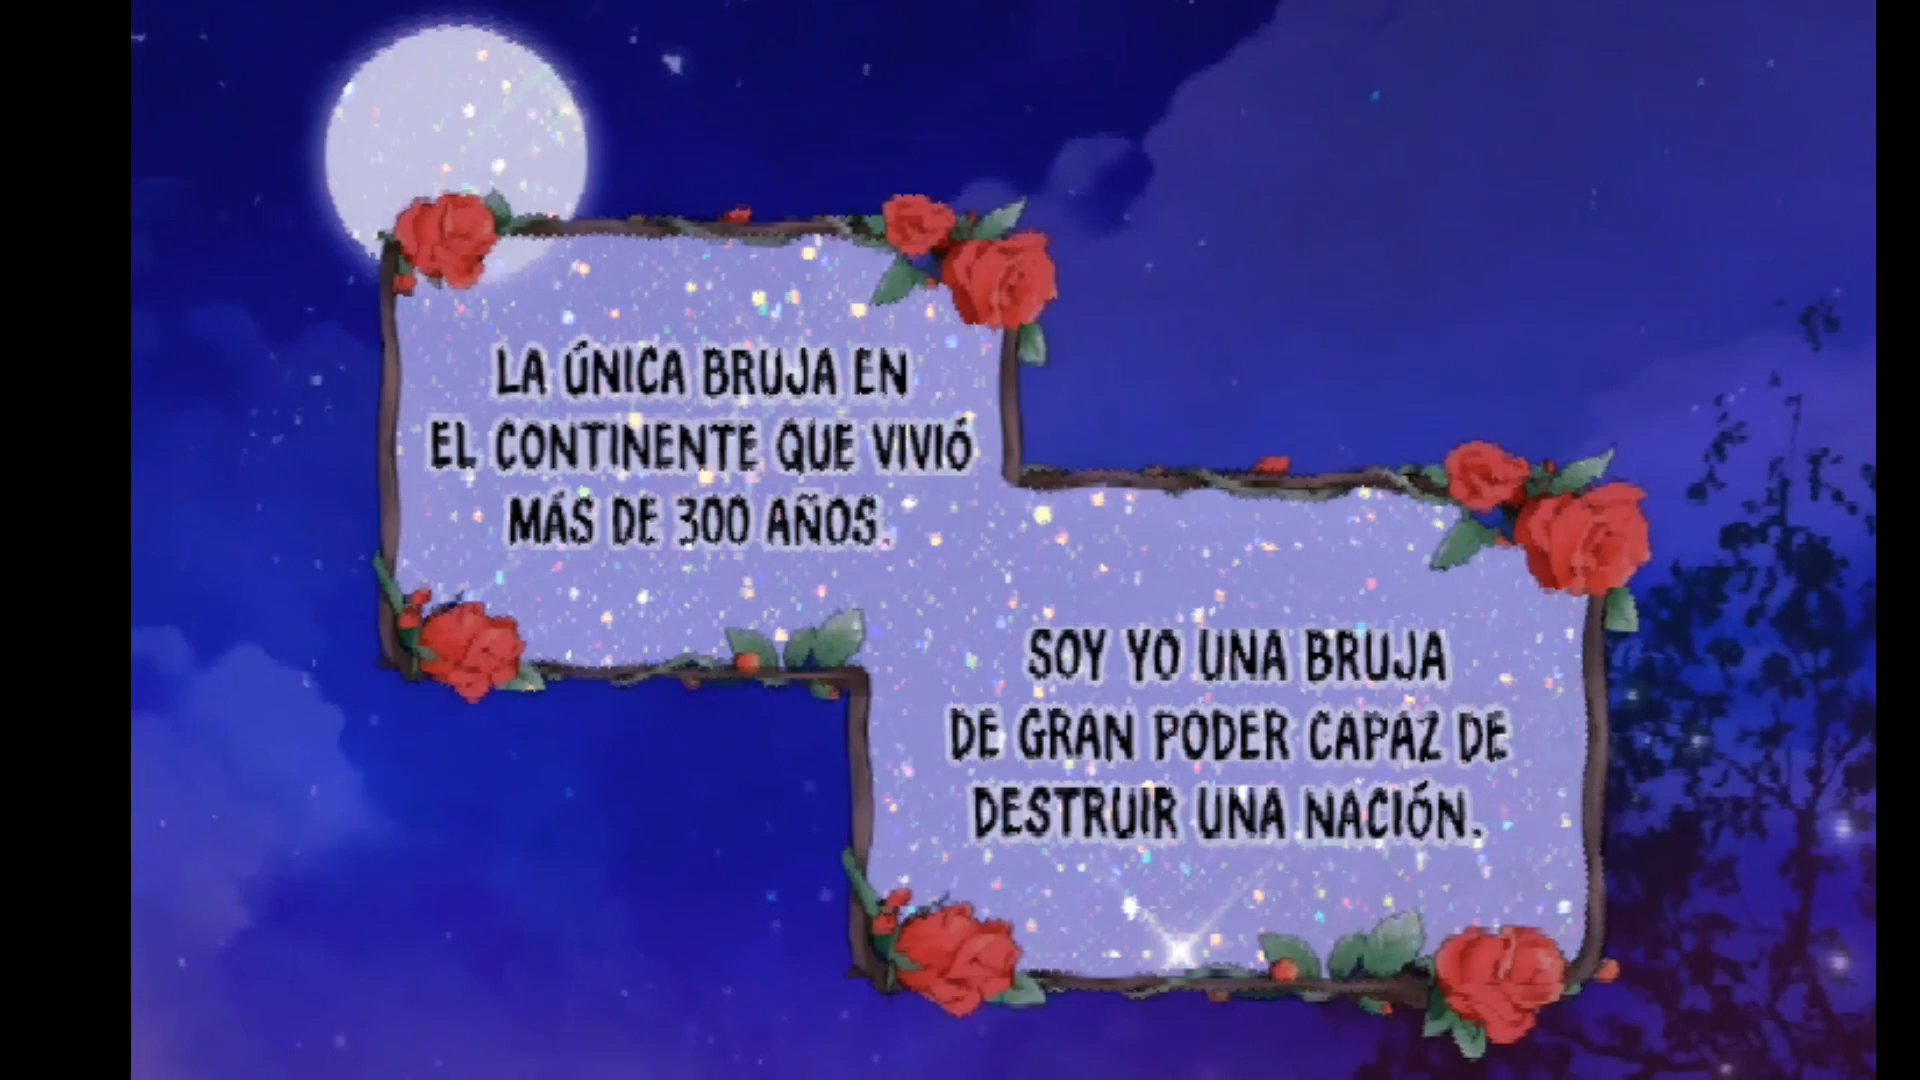 LA ÚNICA BRUJA EN
EL CONTINENTE QUE VIVIÓ
MÁS DE 300 AÑOS.
SOY YO UNA BRUJA
DE GRAN PODER CAPAZ DE
DESTRUIR UNA NACIÓN.